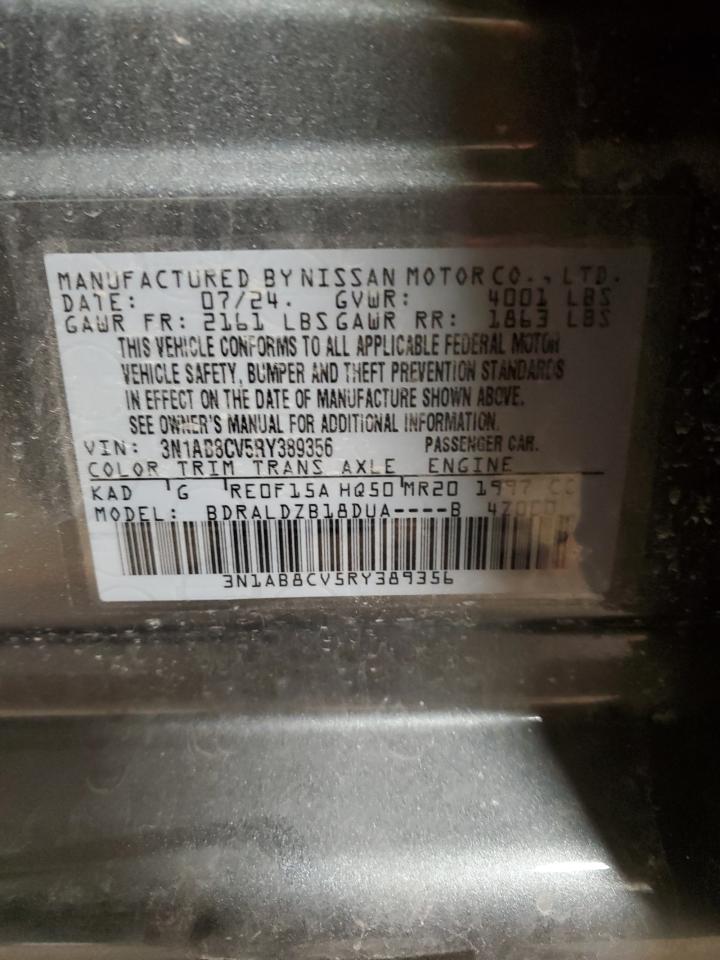 MANUFACTURED BY NISSAN MOTOR CO., LTD.
DATE: 07/24. GVWR: 4001 LBS
GAWR FR: 2161 LBS GAWR RR: 1863 LBS
THIS VEHICLE CONFORMS TO ALL APPLICABLE FEDERAL MOTOR
VEHICLE SAFETY, BUMPER AND THEFT PREVENTION STANDARDS
IN EFFECT ON THE DATE OF MANUFACTURE SHOWN ABOVE.
SEE OWNER'S MANUAL FOR ADDITIONAL INFORMATION.
VIN: 3N1AB8CV5RY389356 PASSENGER CAR.
COLOR TRIM TRANS AXLE ENGINE
KAD G RE0F15A HQ50 MR20 1997 CC
MODEL: BDRALDZB18DUA----B
3N1AB8CV5RY389356